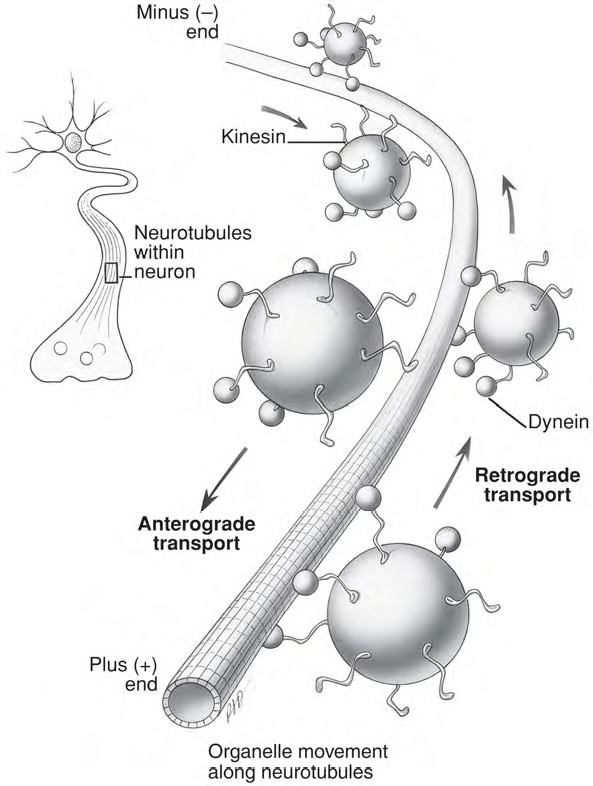 Minus (–)
end
Kinesin
Neurotubules
within
neuron
Dynein
Retrograde
transport
Anterograde
transport
Plus (+)
end
Organelle movement
along neurotubules